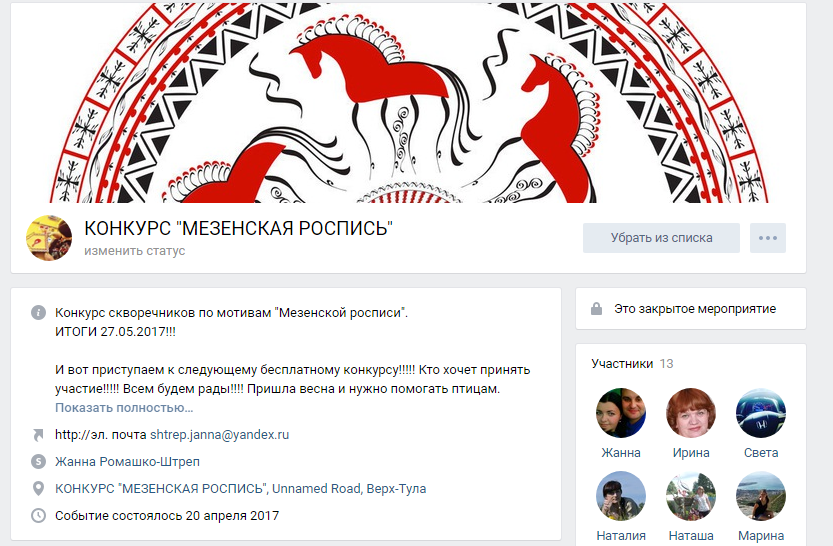 КОНКУРС "МЕЗЕНСКАЯ РОСПИСЬ"
изменить статус
Убрать из списка
Конкурс скворечников по мотивам "Мезенской росписи".
ИТОГИ 27.05.2017!!!
И вот приступаем к следующему бесплатному конкурсу!!!!! Кто хочет принять
участие!!!!! Всем будем рады!!!! Пришла весна и нужно помогать птицам.
Показать полностью...
http://эл. почта shtrep.janna@yandex.ru
Жанна Ромашко-Штреп
КОНКУРС "МЕЗЕНСКАЯ РОСПИСЬ", Unnamed Road, Верх-Тула
Событие состоялось 20 апреля 2017
Это закрытое мероприятие
Участники 13
Жанна Ирина Света
Наталия Наташа Марина